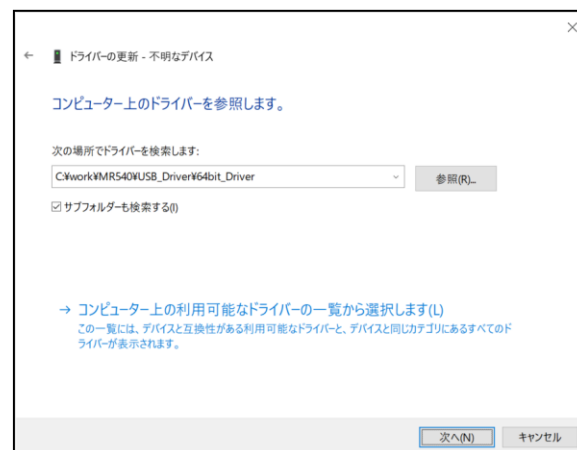 ドライバーの更新 - 不明なデバイス
コンピューター上のドライバーを参照します。
次の場所でドライバーを検索します:
C:¥work¥MR540¥USB_Driver¥64bit_Driver
参照(R)...
サブフォルダーも検索する(I)
→ コンピューター上の利用可能なドライバーの一覧から選択します(L)
この一覧には、デバイスと互換性がある利用可能なドライバーと、デバイスと同じカテゴリにあるすべてのド
ライバーが表示されます。
次へ(N)
キャンセル